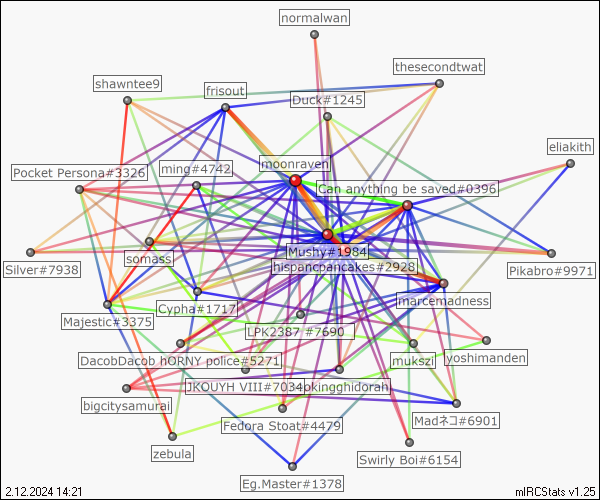 normalwan
thesecondtwat
shawntee9
frisout
Duck#1245
eliakith
moonraven
ming#4742
Pocket Persona#3326
Can anything be saved#0396
Mushy#1984
somass
hispancpancakes#2928
Silver#7938
Pikabro#9971
marcemadness
Cypha#1717
Majestic#3375
LPK2387 #7690
DacobDacob
hORNY police#5271
mukszil
yoshimanden
JKOUYH VIII#7034
okingghidorah
bigcitysamurai
Madネコ#6901
Fedora Stoat#4479
zebula
Swirly Boi#6154
Eg.Master#1378
2.12.2024 14:21
mIRCStats v1.25